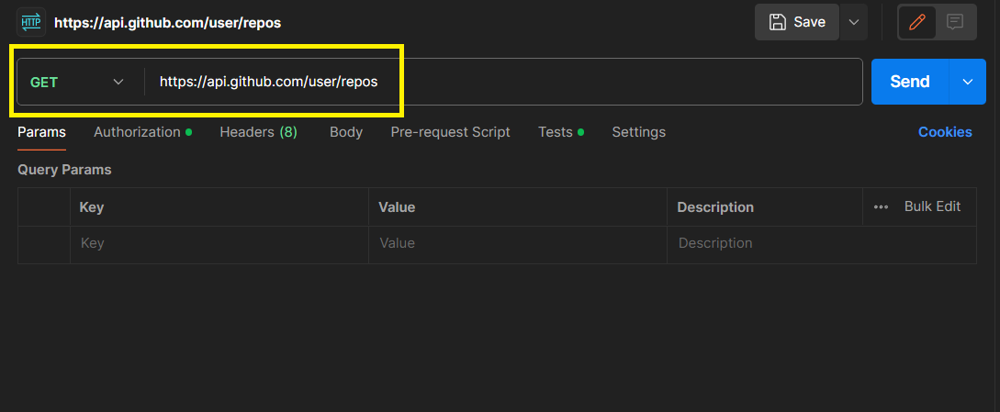 HTTP https://api.github.com/user/repos Save
GET https://api.github.com/user/repos Send
Params Authorization Headers (8) Body Pre-request Script Tests Settings Cookies
Query Params
Key Value Description Bulk Edit
Key Value Description